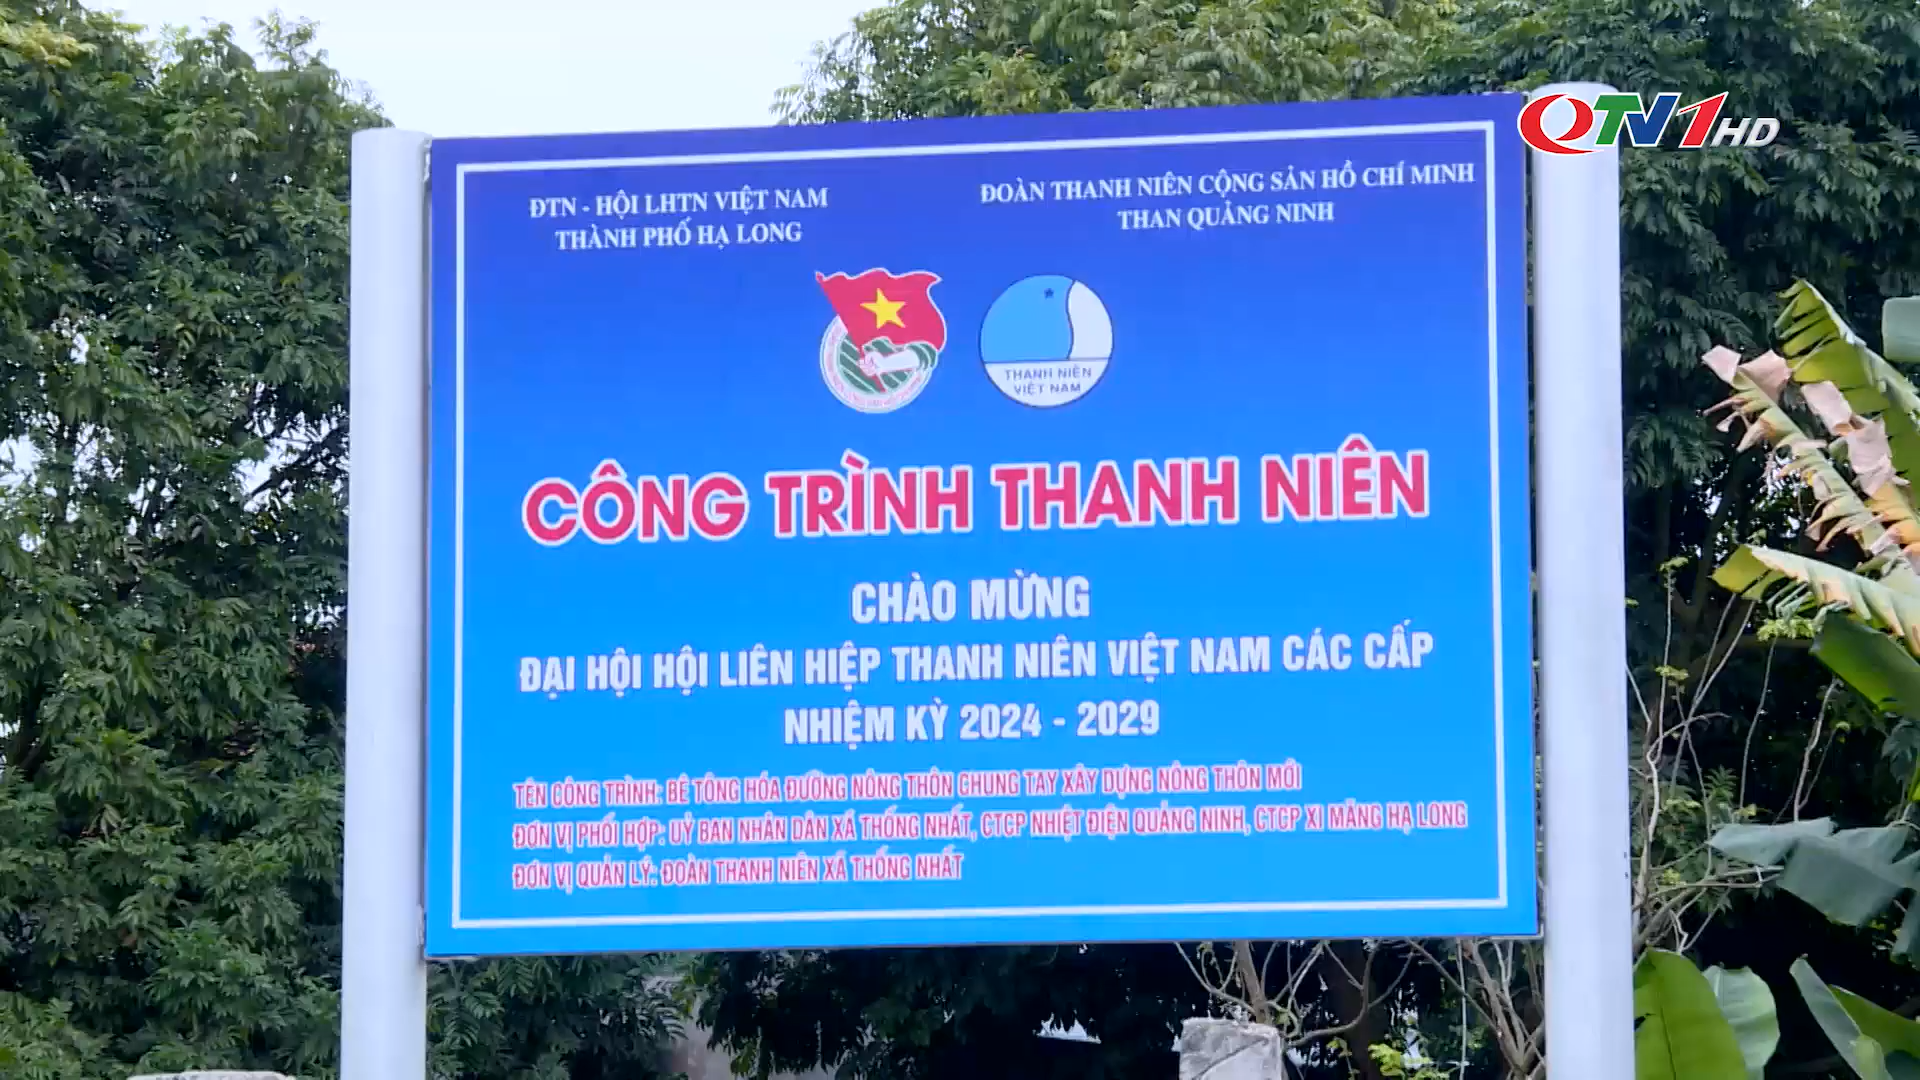 QTV1HD
ĐTN - HỘI LHTN VIỆT NAM
THÀNH PHỐ HẠ LONG
ĐOÀN THANH NIÊN CỘNG SẢN HỒ CHÍ MINH
THAN QUẢNG NINH
THANH NIÊN
VIỆT NAM
CÔNG TRÌNH THANH NIÊN
CHÀO MỪNG
ĐẠI HỘI HỘI LIÊN HIỆP THANH NIÊN VIỆT NAM CÁC CẤP
NHIỆM KỲ 2024 - 2029
TÊN CÔNG TRÌNH: BÊ TÔNG HÓA ĐƯỜNG NÔNG THÔN CHUNG TAY XÂY DỰNG NÔNG THÔN MỚI
ĐƠN VỊ PHỐI HỢP: UỶ BAN NHÂN DÂN XÃ THỐNG NHẤT, CTCP NHIỆT ĐIỆN QUẢNG NINH, CTCP XI MĂNG HẠ LONG
ĐƠN VỊ QUẢN LÝ: ĐOÀN THANH NIÊN XÃ THỐNG NHẤT